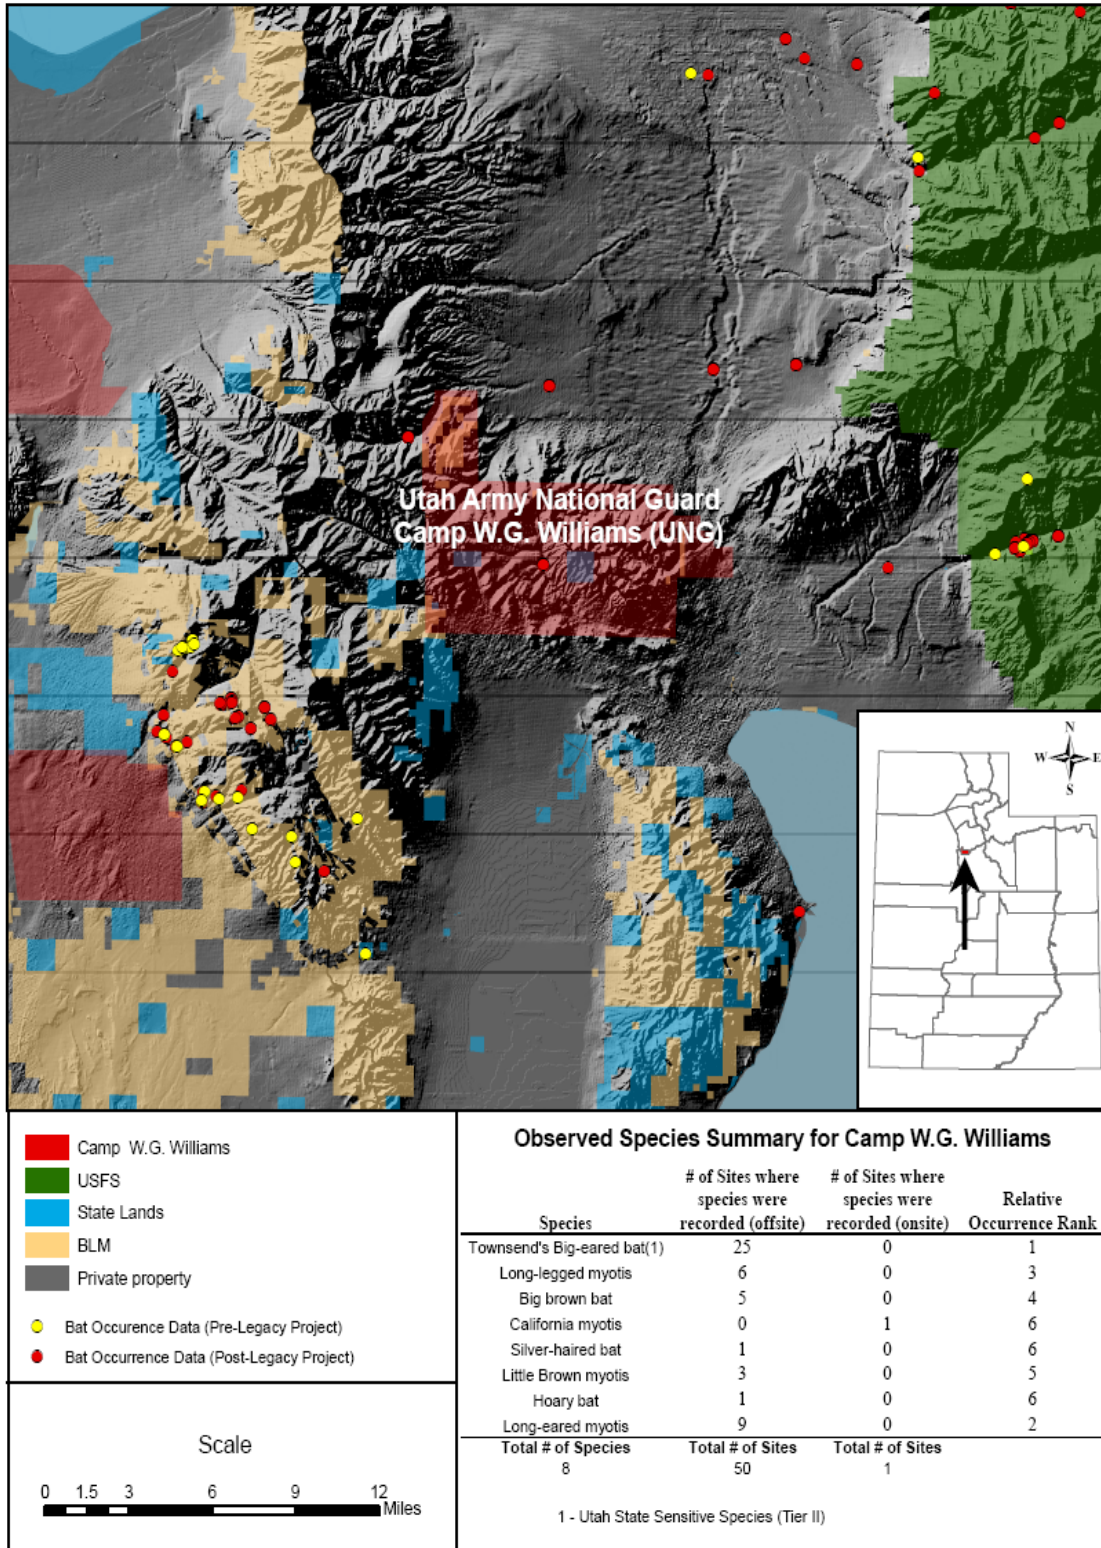 Utah Army National Guard
Camp W.G. Williams (UNG)
N
W E
S
Camp W.G. Williams
USFS
State Lands
BLM
Private property
Bat Occurence Data (Pre-Legacy Project)
Bat Occurrence Data (Post-Legacy Project)
Scale
0 1.5 3 6 9 12
Miles
Observed Species Summary for Camp W.G. Williams
# of Sites where # of Sites where
species were species were Relative
Species recorded (offsite) recorded (onsite) Occurrence Rank
Townsend's Big-eared bat(1) 25 0 1
Long-legged myotis 6 0 3
Big brown bat 5 0 4
California myotis 0 1 6
Silver-haired bat 1 0 6
Little Brown myotis 3 0 5
Hoary bat 1 0 6
Long-eared myotis 9 0 2
Total # of Species Total # of Sites Total # of Sites
8 50 1
1 - Utah State Sensitive Species (Tier II)